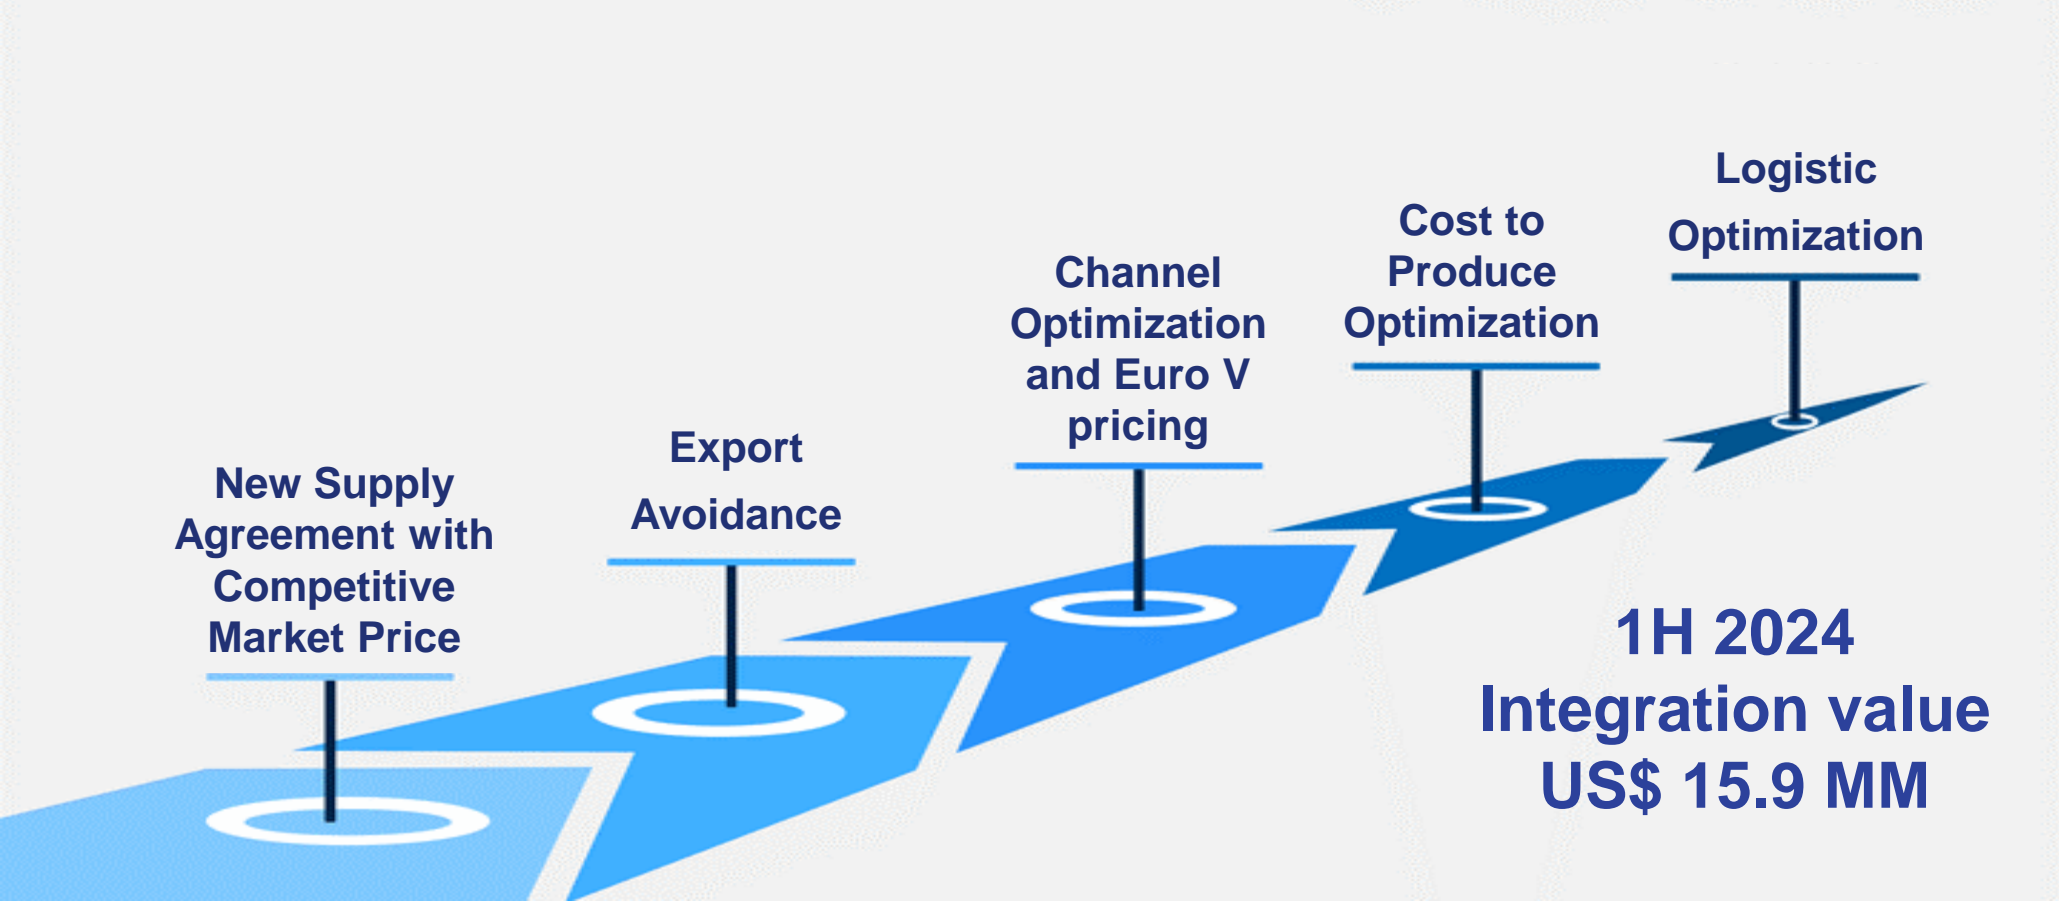 New Supply
Agreement with
Competitive
Market Price
Export
Avoidance
Channel
Optimization
and Euro V
pricing
Cost to
Produce
Optimization
Logistic
Optimization
1H 2024
Integration value
US$ 15.9 MM